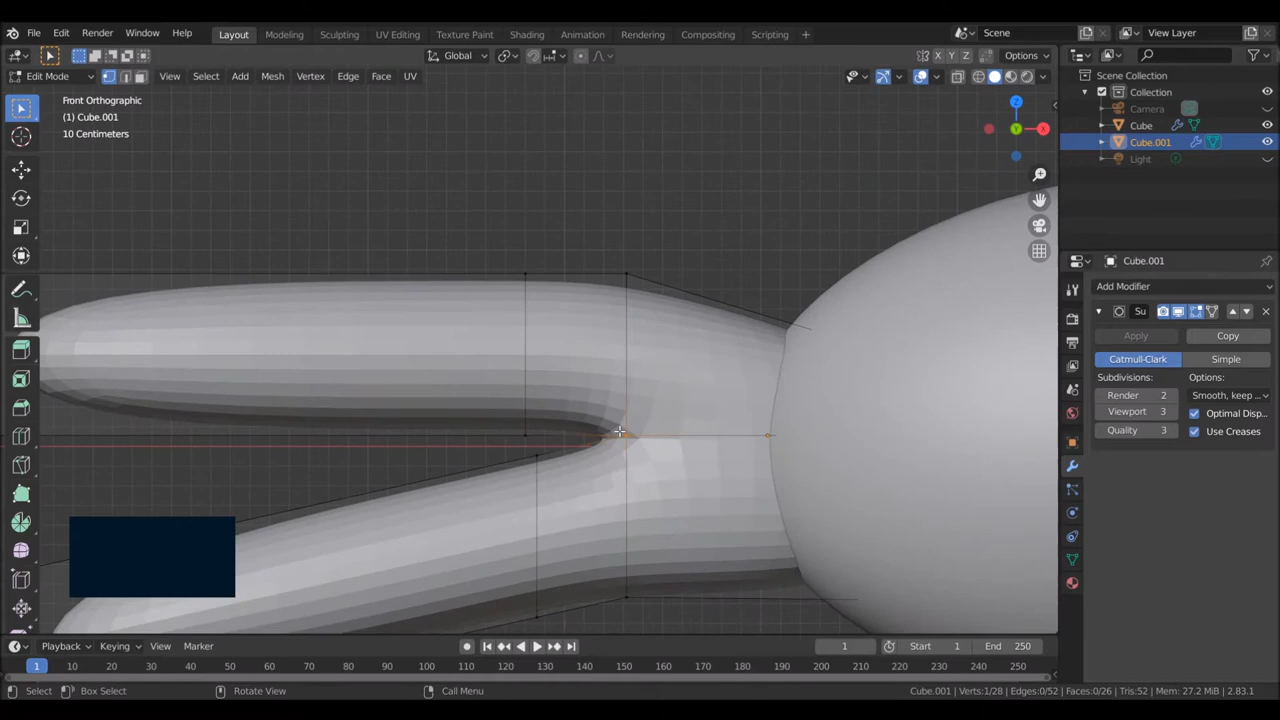 File Edit Render Window Help Layout Modeling Sculpting UV Editing Texture Paint Shading Animation Rendering Compositing Scripting Scene View Layer
Global X Y Z Options
Edit Mode View Select Add Mesh Vertex Edge Face UV
Scene Collection
Front Orthographic
(1) Cube.001
10 Centimeters
Collection
Camera
Cube
Cube.001
Light
Z
Y
X
Cube.001
Add Modifier
Su
Apply Copy
Catmull-Clark Simple
Subdivisions: Options:
Render 2 Smooth, keep ...
Viewport 3 Optimal Disp...
Quality 3 Use Creases
Playback Keying View Marker 1 Start 1 End 250
1 10 20 30 40 50 60 70 80 90 100 110 120 130 140 150 160 170 180 190 200 210 220 230 240 250
Select Box Select Rotate View Call Menu Cube.001 | Verts:1/28 | Edges:0/52 | Faces:0/26 | Tris:52 | Mem: 27.2 MiB | 2.83.1